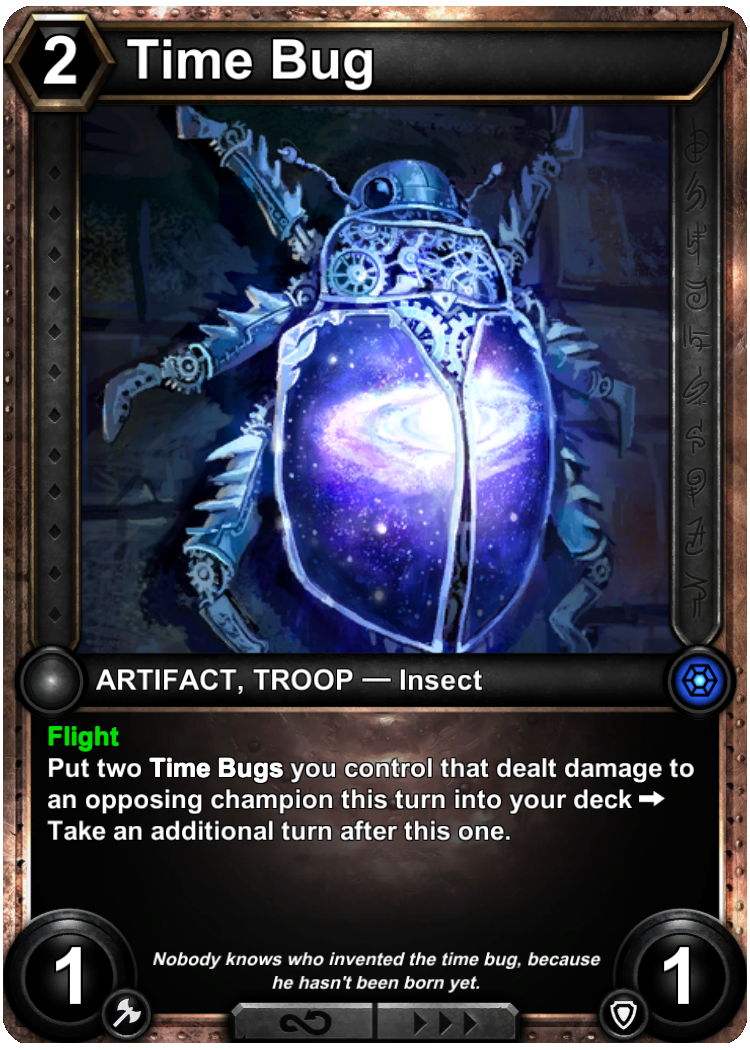 2 Time Bug
ARTIFACT, TROOP — Insect
Flight
Put two Time Bugs you control that dealt damage to
an opposing champion this turn into your deck ➞
Take an additional turn after this one.
Nobody knows who invented the time bug, because
he hasn't been born yet.
1 1